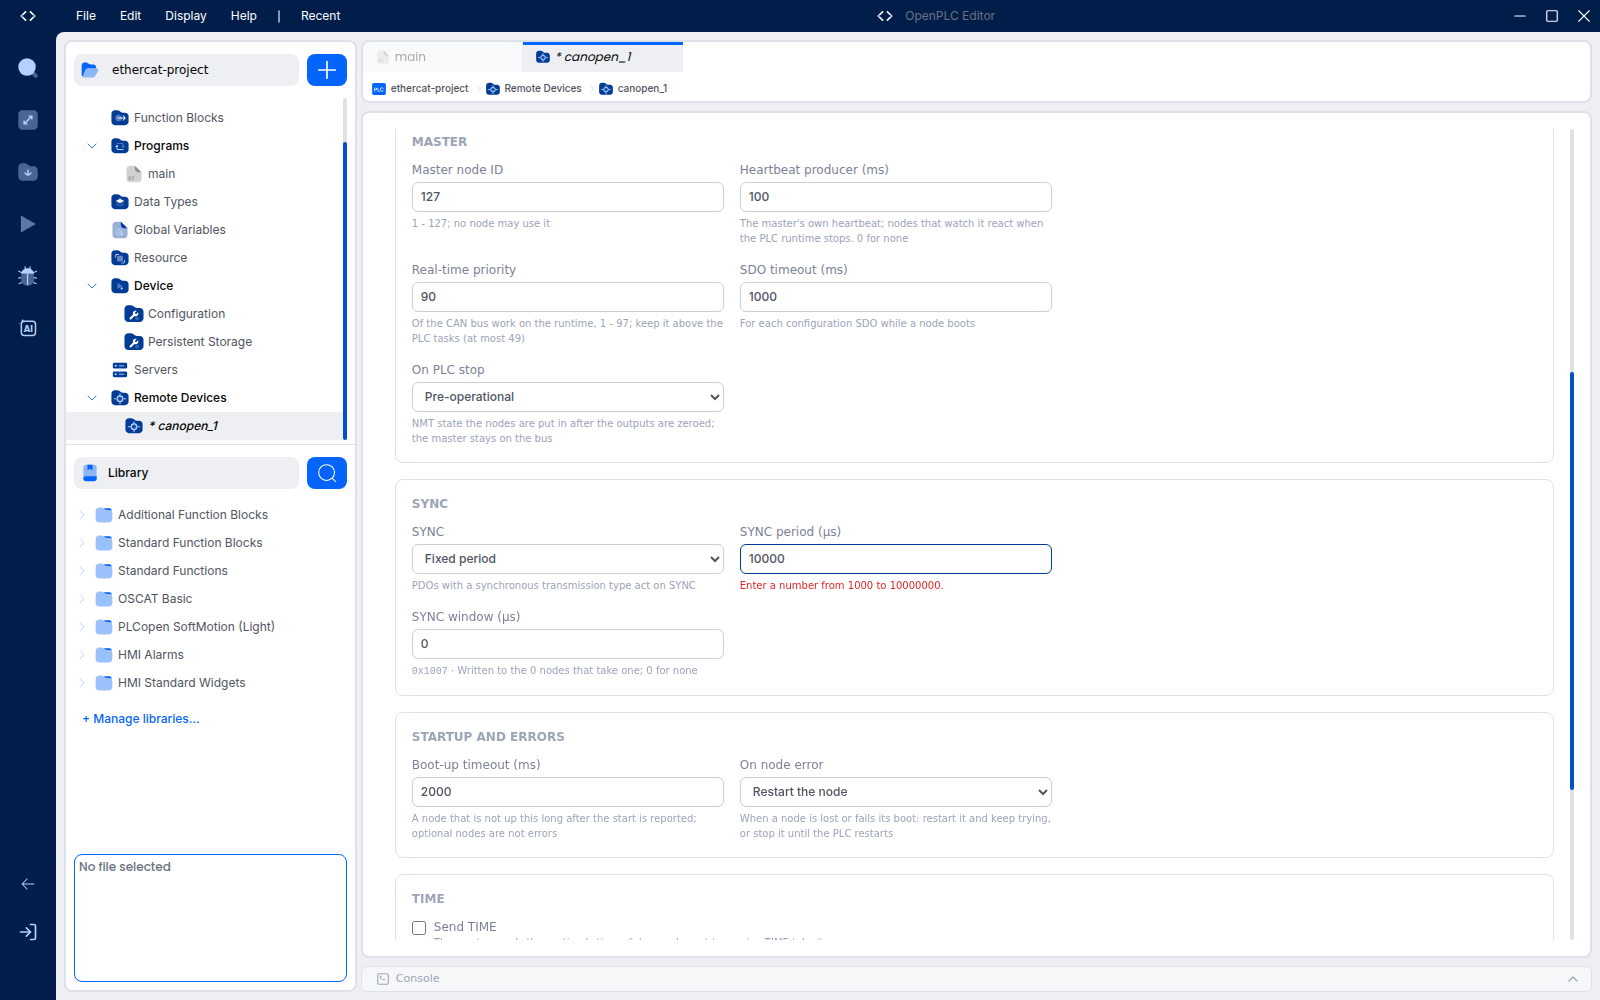 File Edit Display Help | Recent
OpenPLC Editor
ethercat-project
Function Blocks
Programs
main
Data Types
Global Variables
Resource
Device
Configuration
Persistent Storage
Servers
Remote Devices
* canopen_1
Library
Additional Function Blocks
Standard Function Blocks
Standard Functions
OSCAT Basic
PLCopen SoftMotion (Light)
HMI Alarms
HMI Standard Widgets
+ Manage libraries...
No file selected
AI
main
* canopen_1
PLC ethercat-project Remote Devices canopen_1
MASTER
Master node ID
127
1 - 127; no node may use it
Heartbeat producer (ms)
100
The master's own heartbeat; nodes that watch it react when
the PLC runtime stops. 0 for none
Real-time priority
90
Of the CAN bus work on the runtime, 1 - 97; keep it above the
PLC tasks (at most 49)
SDO timeout (ms)
1000
For each configuration SDO while a node boots
On PLC stop
Pre-operational
NMT state the nodes are put in after the outputs are zeroed;
the master stays on the bus
SYNC
SYNC
Fixed period
PDOs with a synchronous transmission type act on SYNC
SYNC period (µs)
10000
Enter a number from 1000 to 10000000.
SYNC window (µs)
0
0x1007 · Written to the 0 nodes that take one; 0 for none
STARTUP AND ERRORS
Boot-up timeout (ms)
2000
A node that is not up this long after the start is reported;
optional nodes are not errors
On node error
Restart the node
When a node is lost or fails its boot: restart it and keep trying,
or stop it until the PLC restarts
TIME
Send TIME
Console